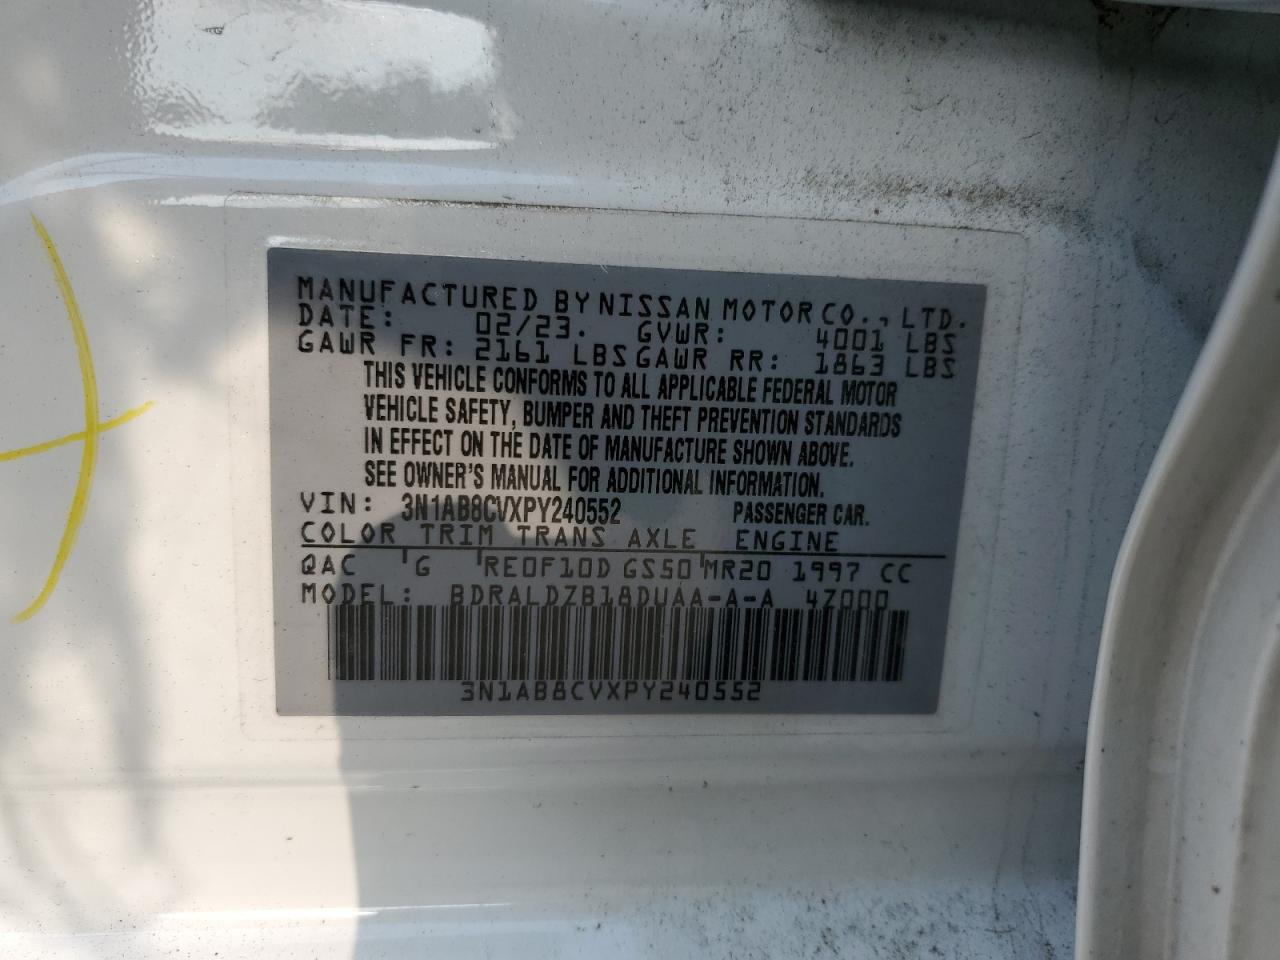 MANUFACTURED BY NISSAN MOTOR CO., LTD.
DATE: 02/23. GVWR: 4001 LBS
GAWR FR: 2161 LBS GAWR RR: 1863 LBS
THIS VEHICLE CONFORMS TO ALL APPLICABLE FEDERAL MOTOR
VEHICLE SAFETY, BUMPER AND THEFT PREVENTION STANDARDS
IN EFFECT ON THE DATE OF MANUFACTURE SHOWN ABOVE.
SEE OWNER'S MANUAL FOR ADDITIONAL INFORMATION.
VIN: 3N1AB8CVXPY240552 PASSENGER CAR.
COLOR TRIM TRANS AXLE ENGINE
QAC G RE0F10D GS50 MR20 1997 CC
MODEL: BDRALDZB18DUAA-A-A 4Z000
3N1AB8CVXPY240552